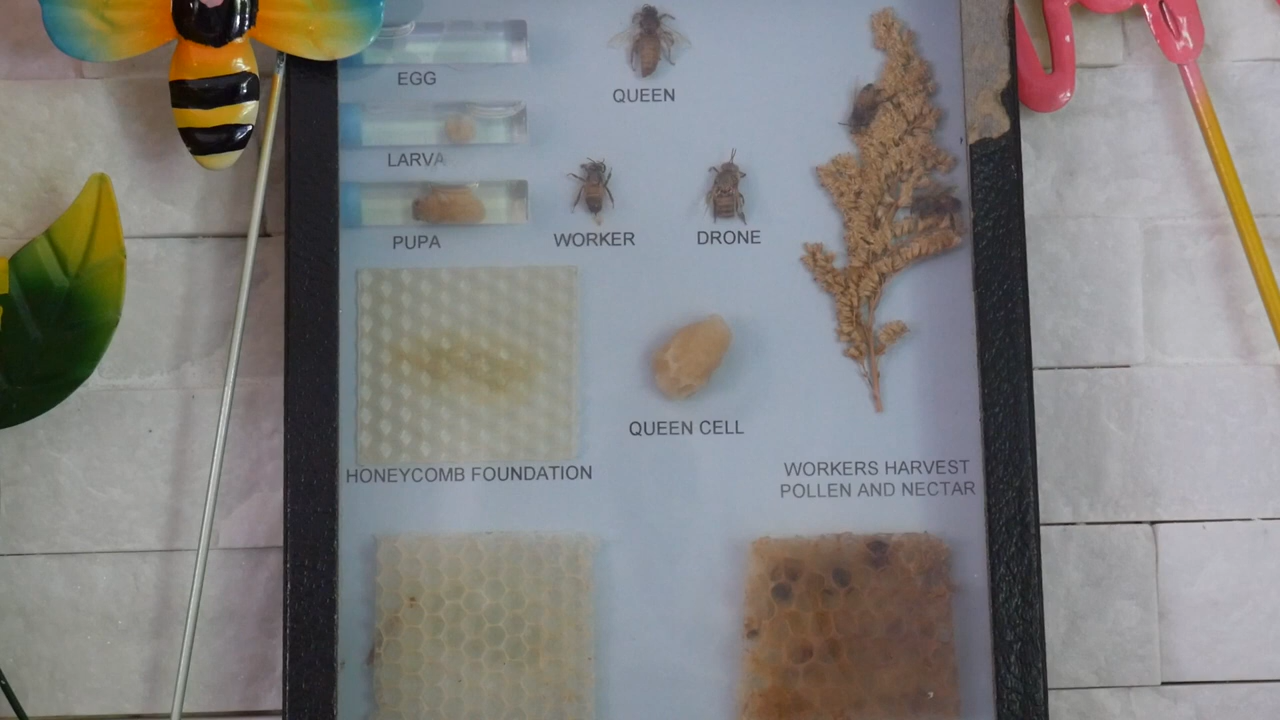 EGG
QUEEN
LARVA
PUPA
WORKER
DRONE
QUEEN CELL
HONEYCOMB FOUNDATION
WORKERS HARVEST
POLLEN AND NECTAR